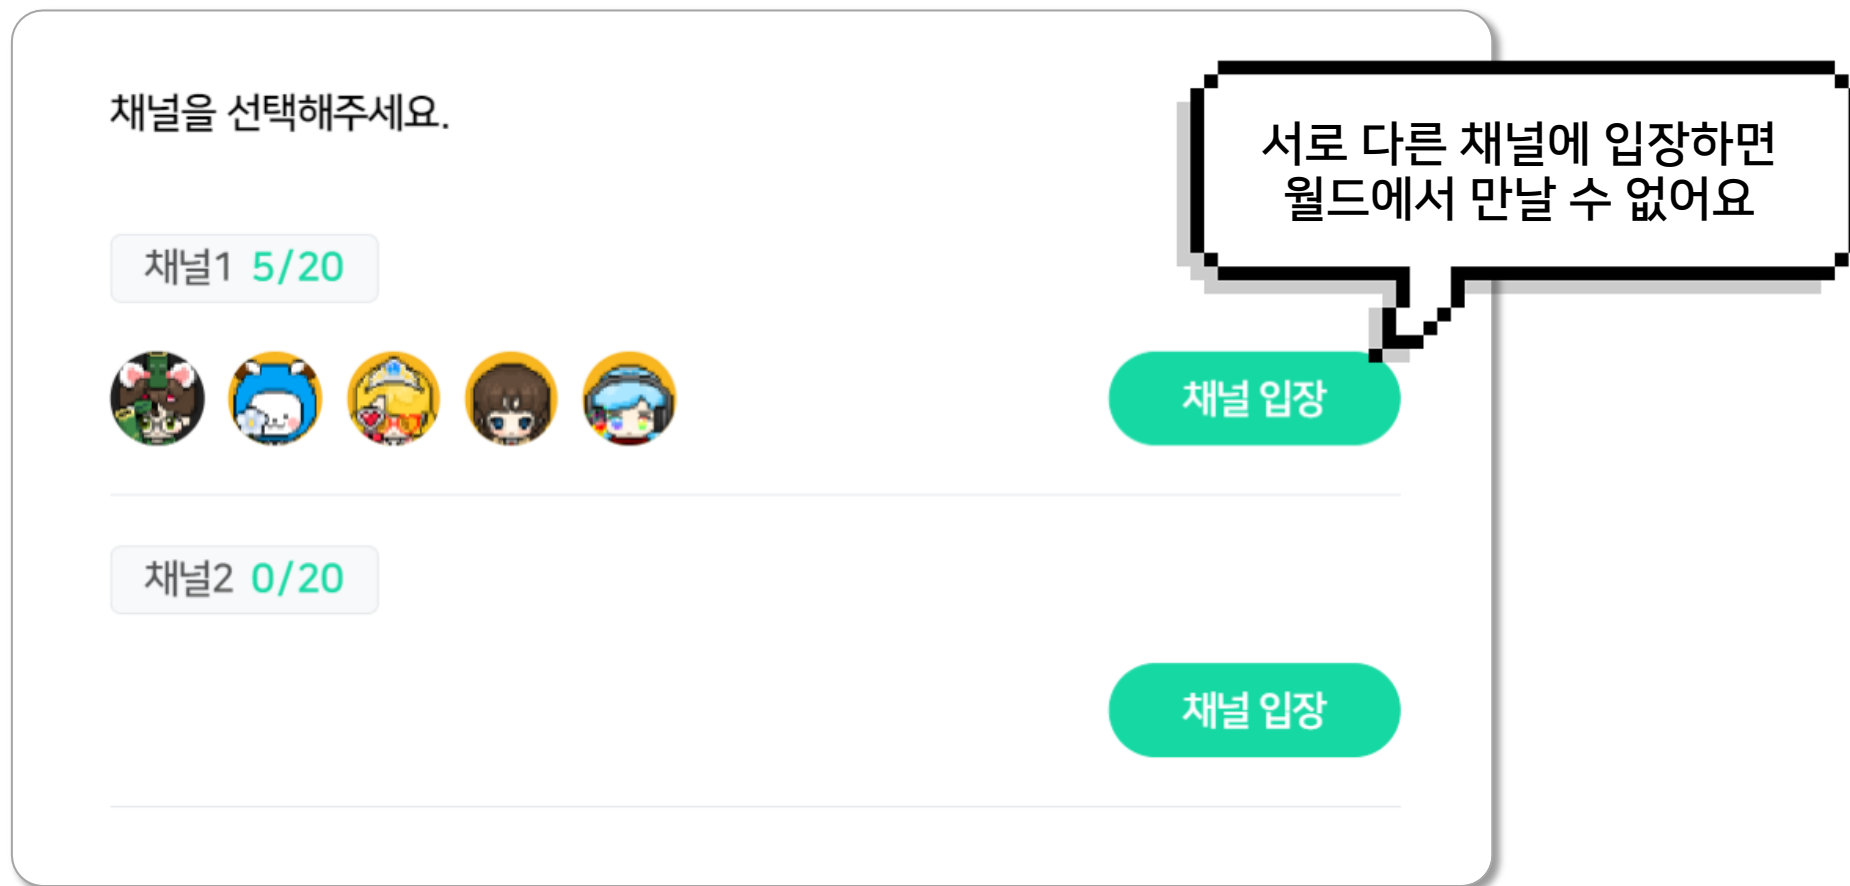 채널을 선택해주세요.
서로 다른 채널에 입장하면
월드에서 만날 수 없어요
채널1 5/20
채널 입장
채널2 0/20
채널 입장